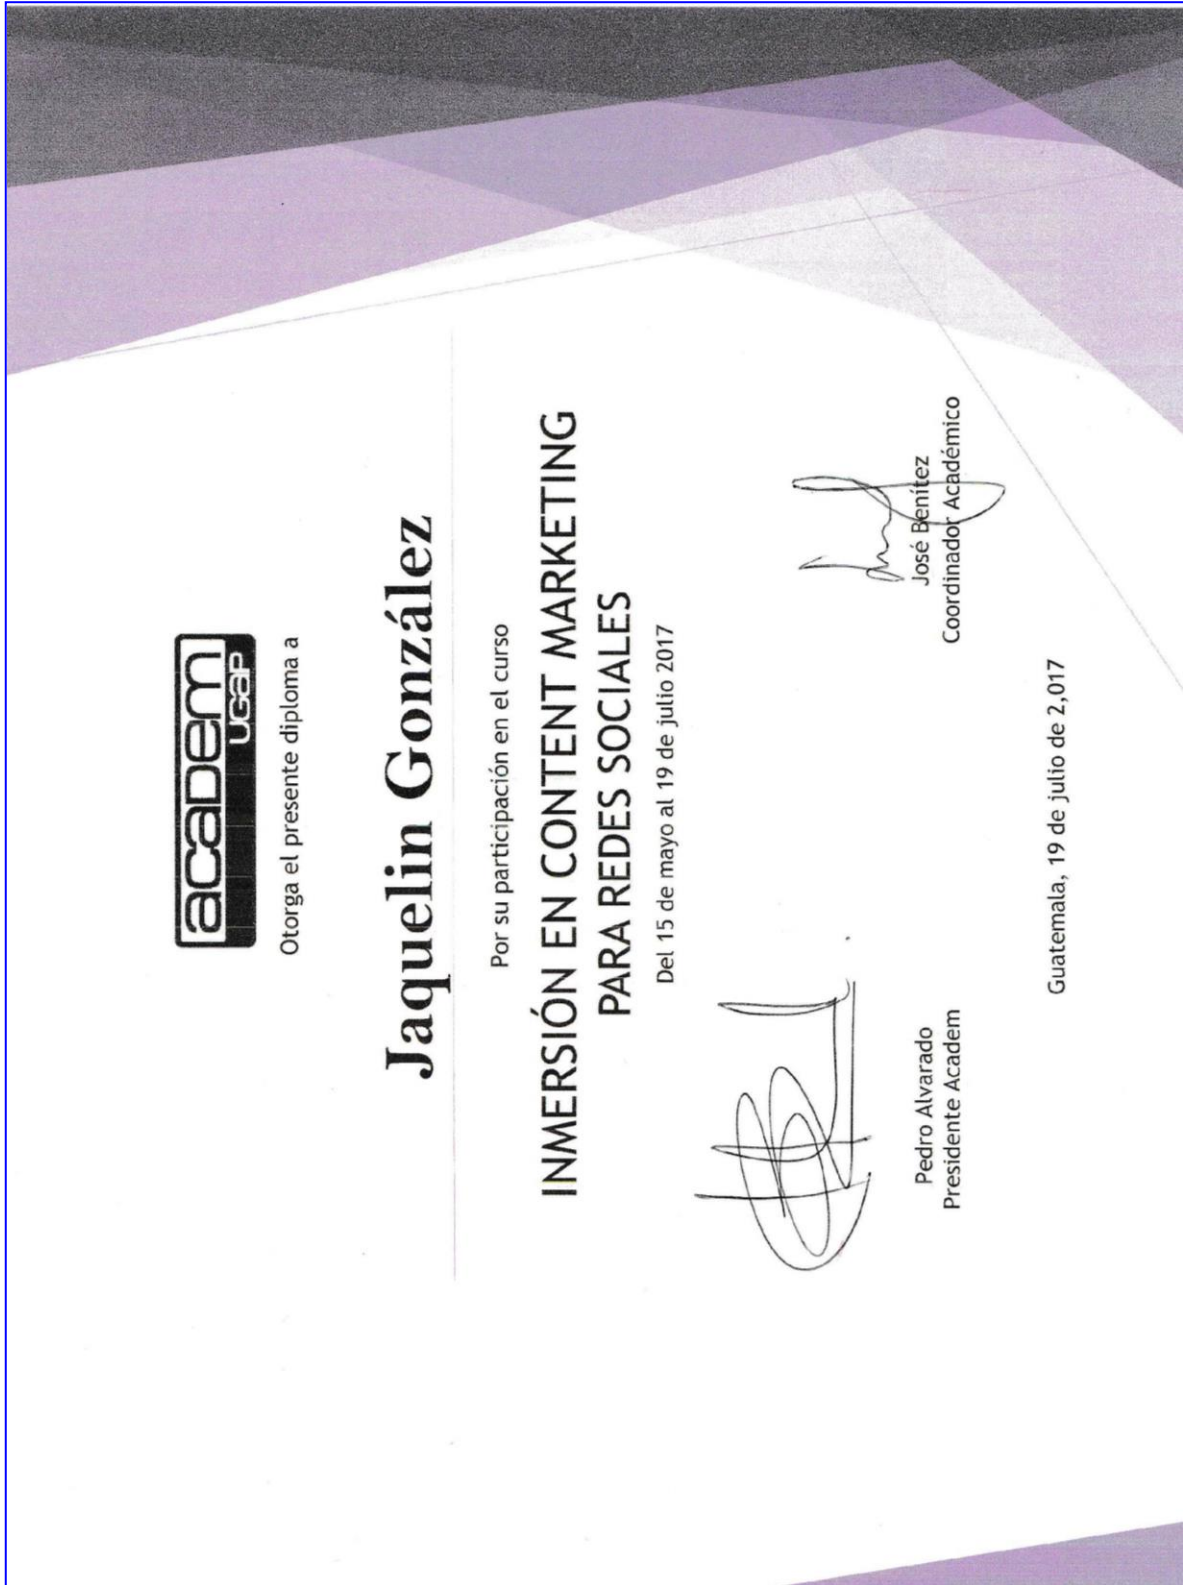 academ
UGAP
Otorga el presente diploma a
Jaquelin González
Por su participación en el curso
INMERSIÓN EN CONTENT MARKETING
PARA REDES SOCIALES
Del 15 de mayo al 19 de julio 2017
Pedro Alvarado
Presidente Academ
José Benítez
Coordinador Académico
Guatemala, 19 de julio de 2,017